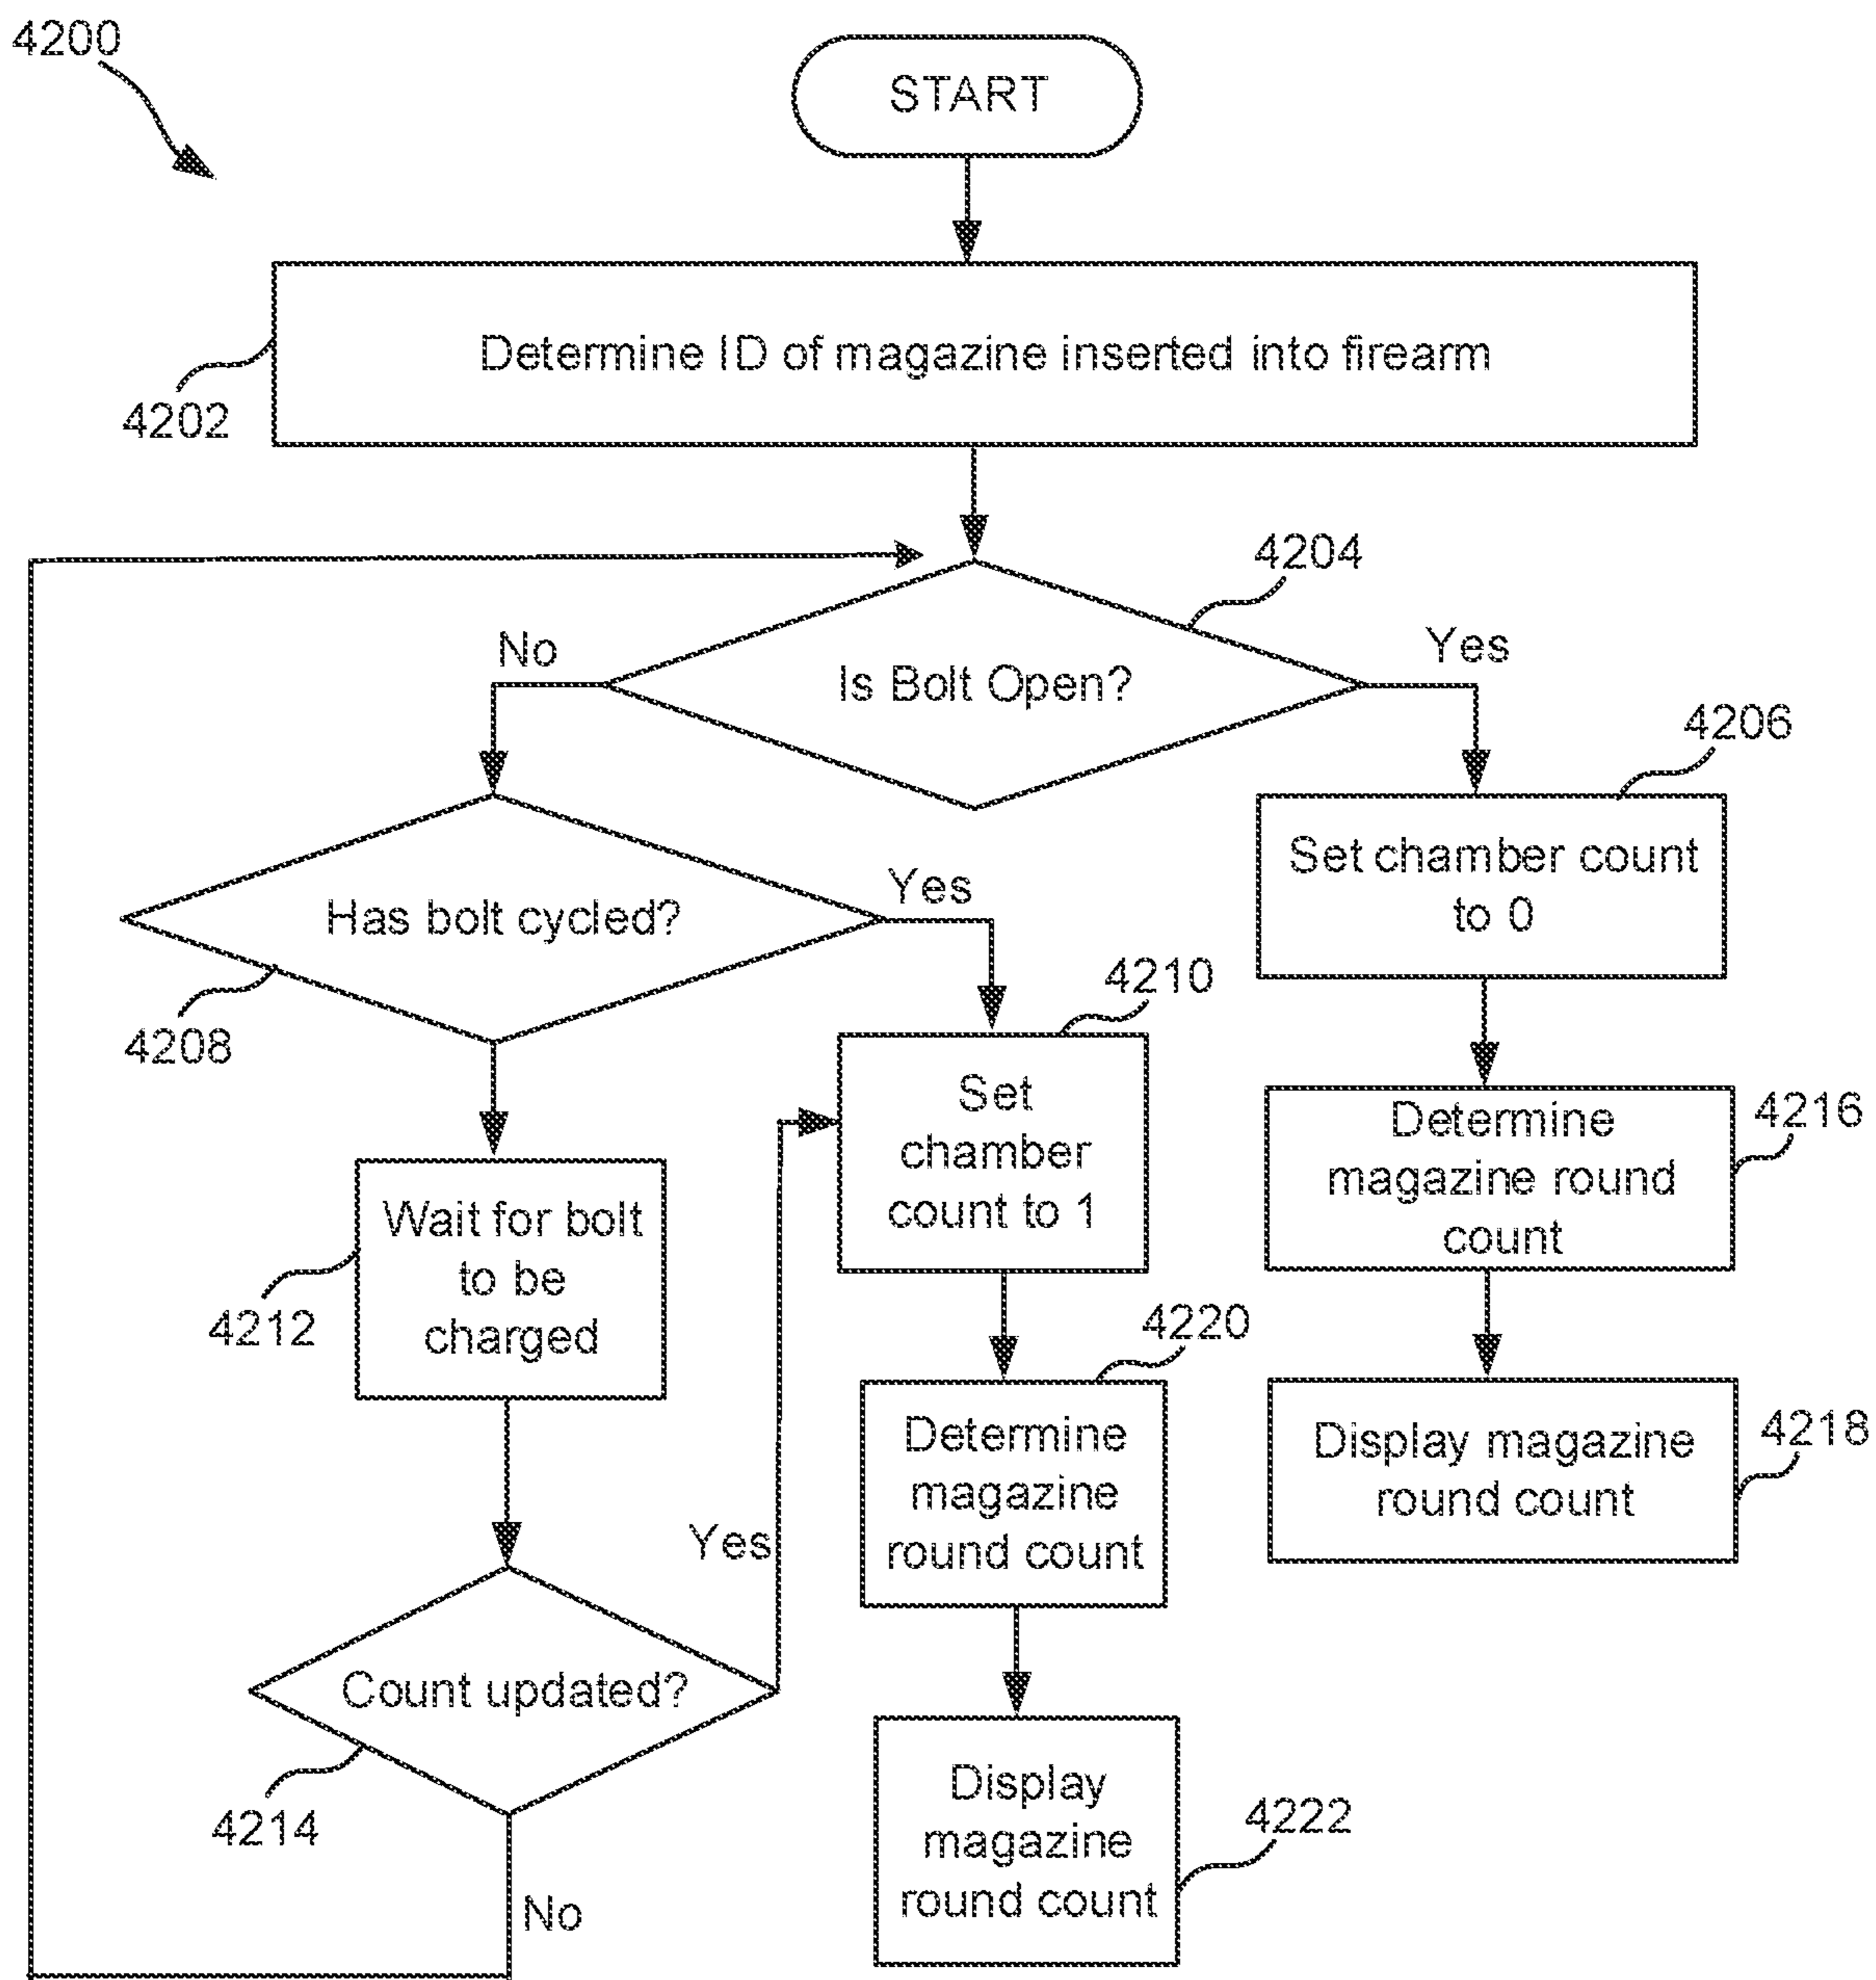 4200
START
Determine ID of magazine inserted into firearm
4202
4204
No
Yes
Is Bolt Open?
4206
Set chamber count
to 0
Has bolt cycled?
Yes
4208
4210
Set
chamber
count to 1
Determine
magazine round
count
4216
Wait for bolt
to be
charged
4212
4220
Determine
magazine
round count
Display magazine
round count
4218
Yes
Count updated?
4214
Display
magazine
round count
4222
No